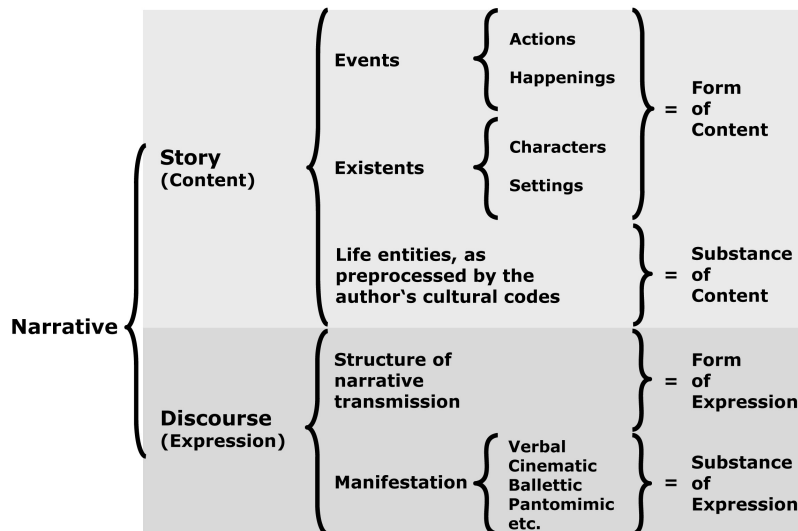 Narrative
Story
(Content)
Events
Actions
Happenings
Existents
Characters
Settings
= Form
of
Content
Life entities, as
preprocessed by the
author‘s cultural codes
= Substance
of
Content
Discourse
(Expression)
Structure of
narrative
transmission
= Form
of
Expression
Manifestation
Verbal
Cinematic
Ballettic
Pantomimic
etc.
= Substance
of
Expression